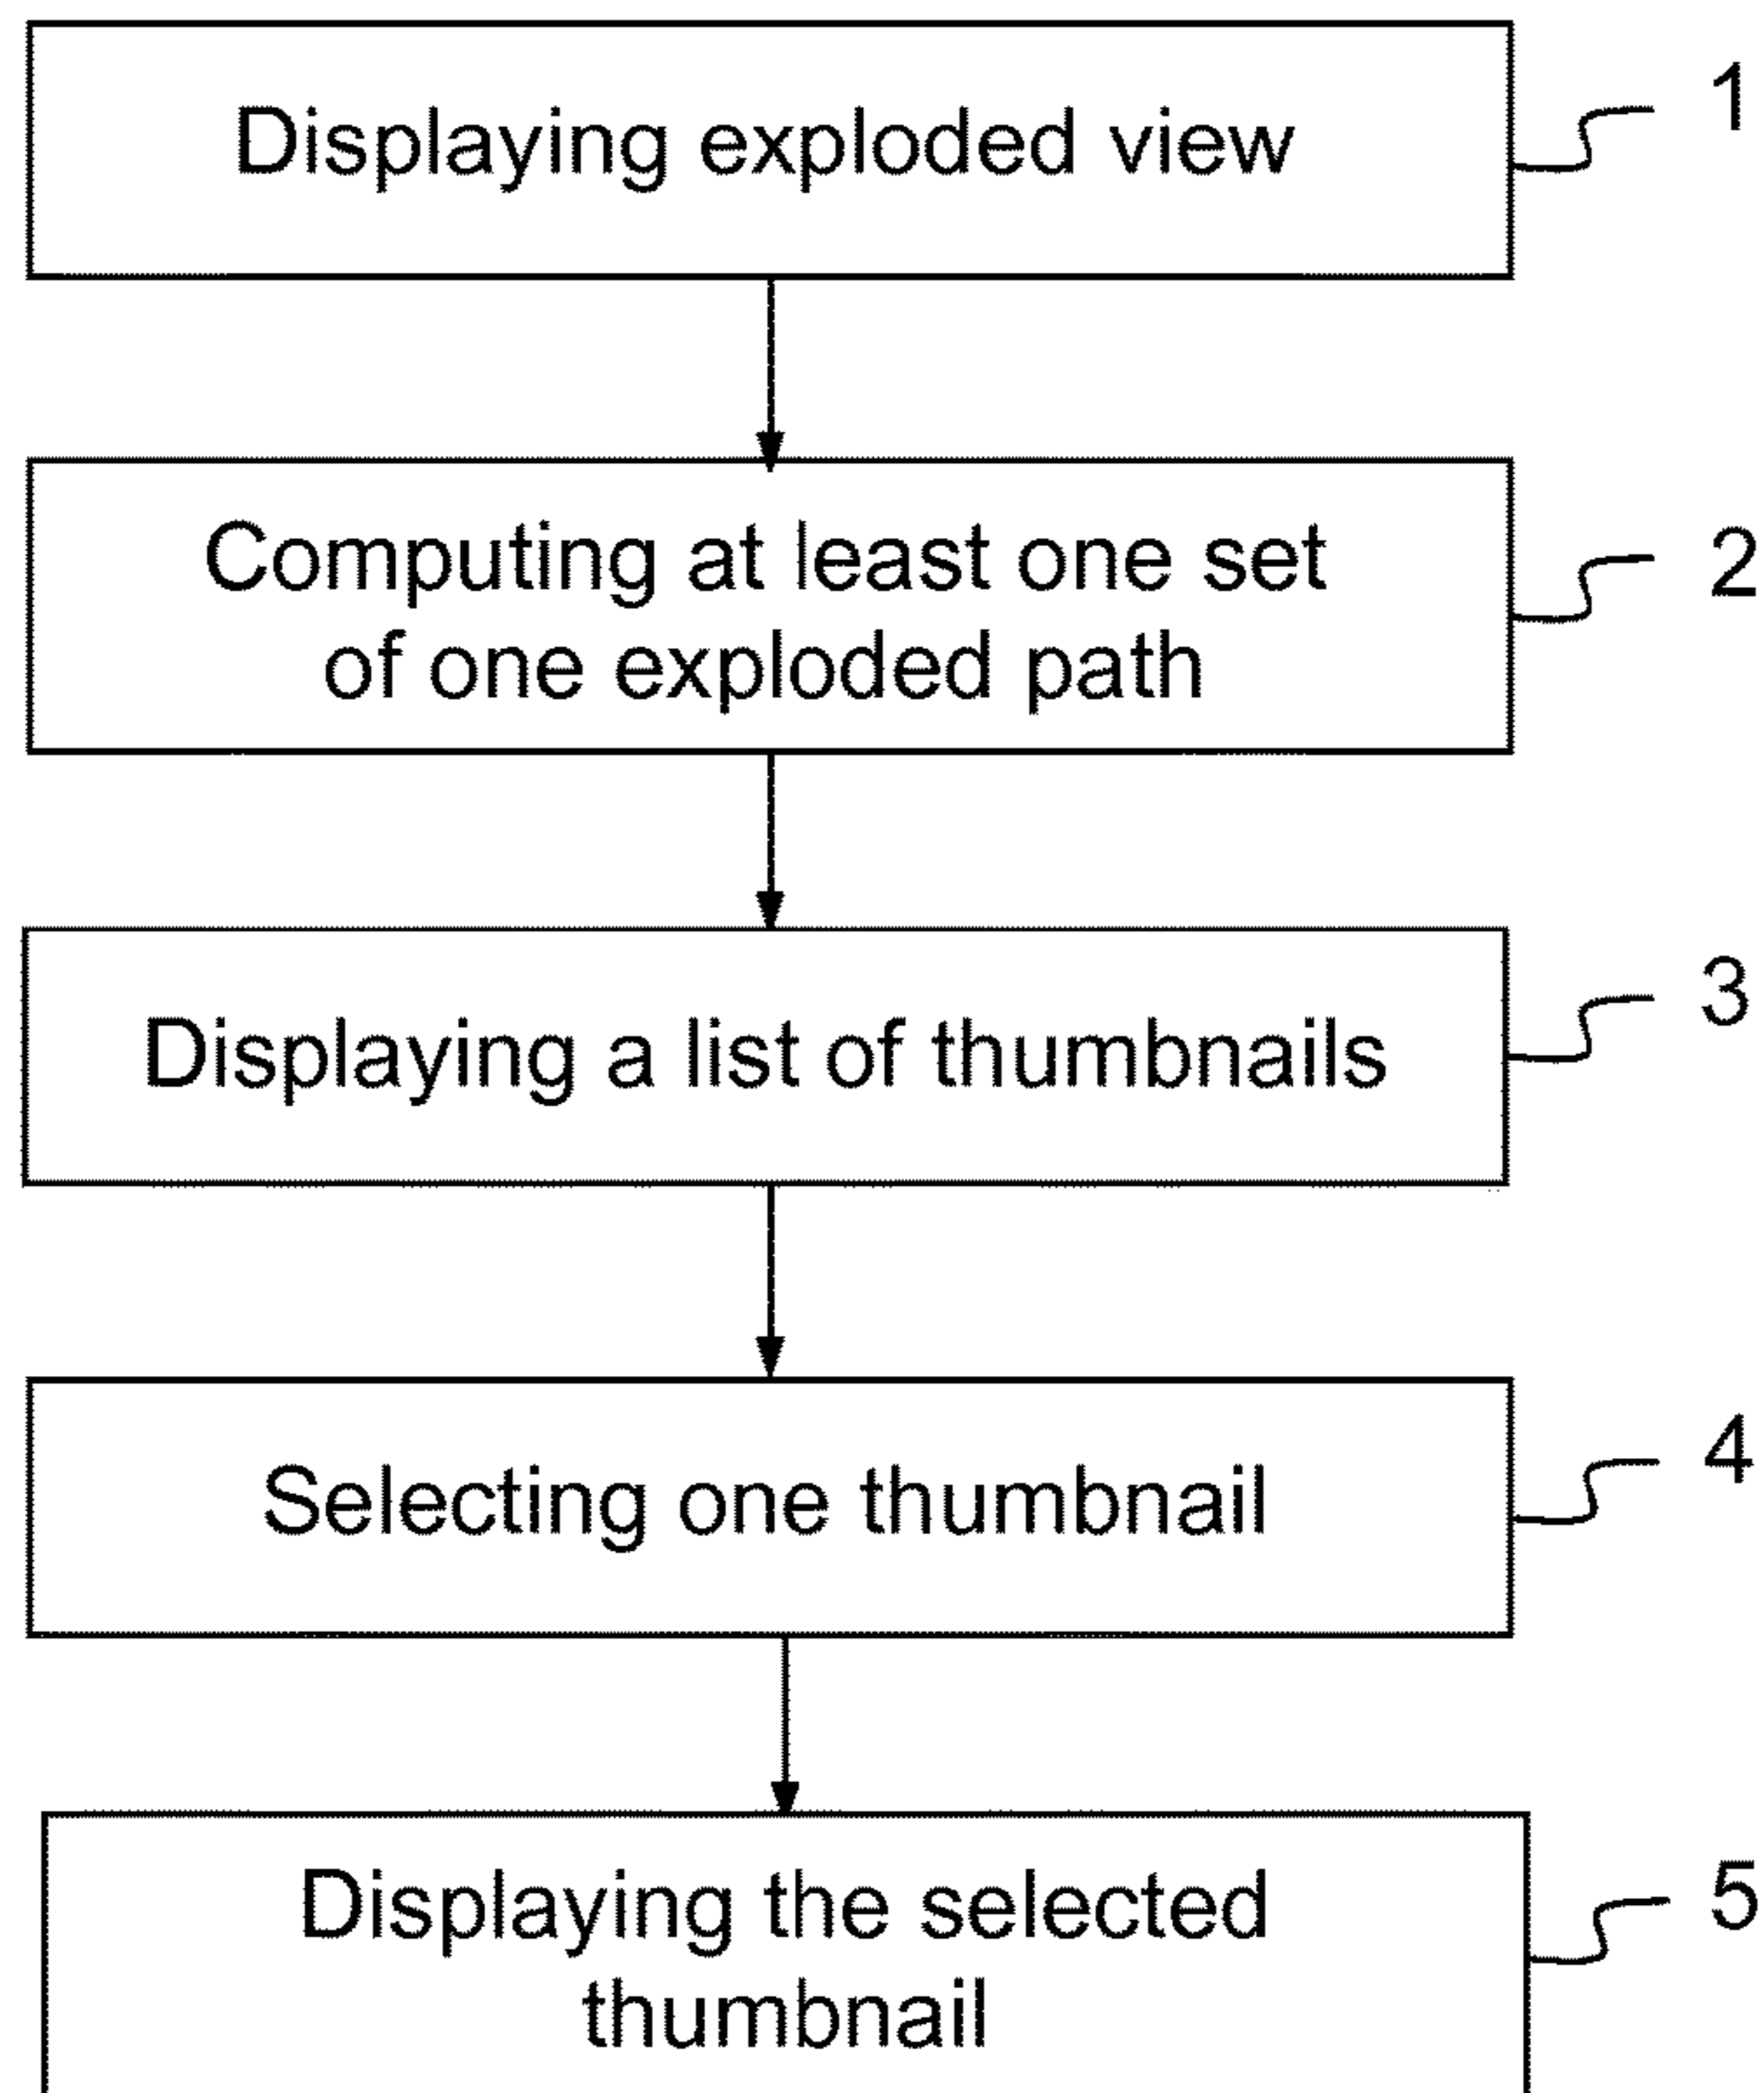 Displaying exploded view
1
Computing at least one set
of one exploded path
2
Displaying a list of thumbnails
3
Selecting one thumbnail
4
Displaying the selected
thumbnail
5